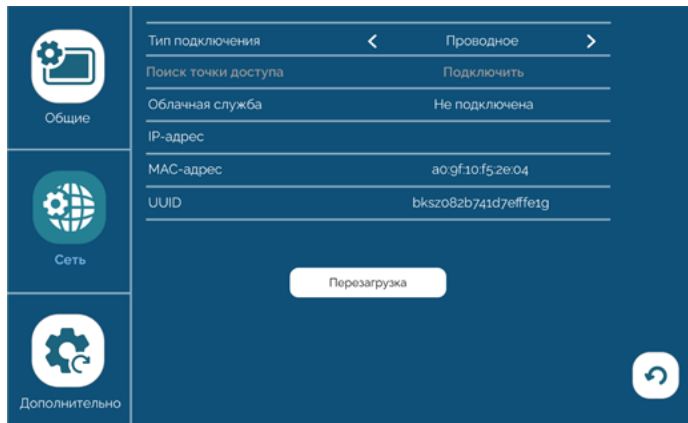 Общие
Сеть
Дополнительно
Тип подключения < Проводное >
Поиск точки доступа Подключить
Облачная служба Не подключена
IP-адрес
MAC-адрес a0:9f:10:f5:2e:04
UUID bksz082b741d7efffe1g
Перезагрузка